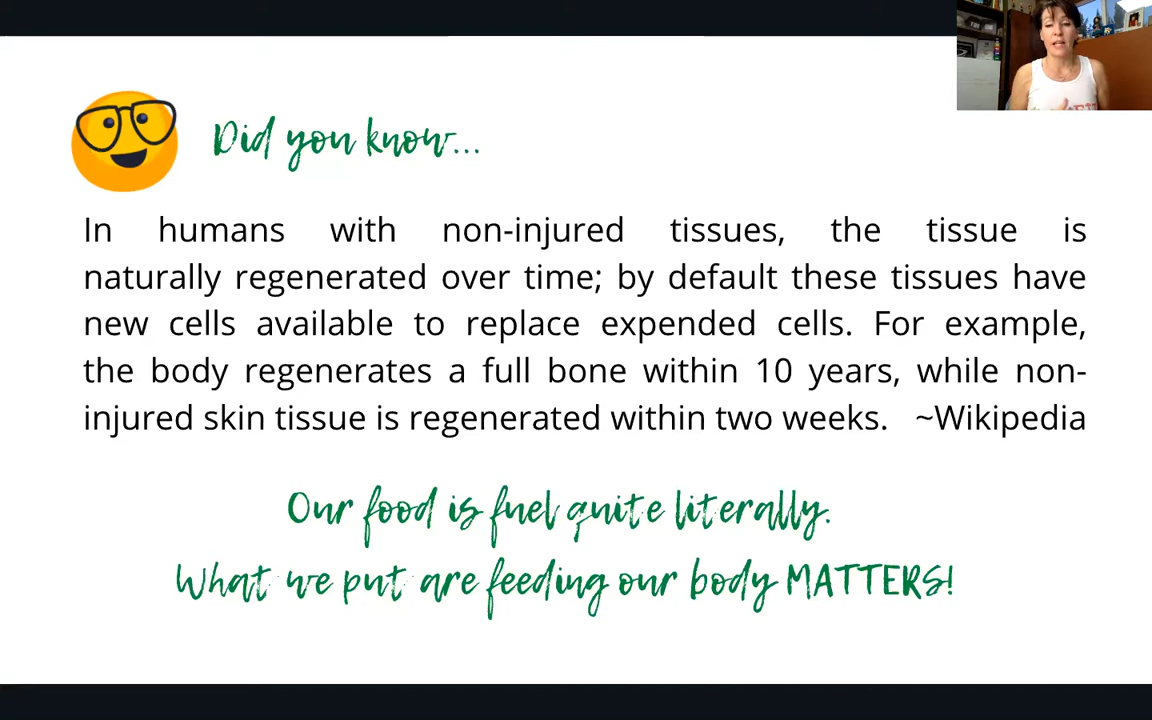 Did you know...
In humans with non-injured tissues, the tissue is
naturally regenerated over time; by default these tissues have
new cells available to replace expended cells. For example,
the body regenerates a full bone within 10 years, while non-
injured skin tissue is regenerated within two weeks. ~Wikipedia
Our food is fuel quite literally.
What we put are feeding our body MATTERS!